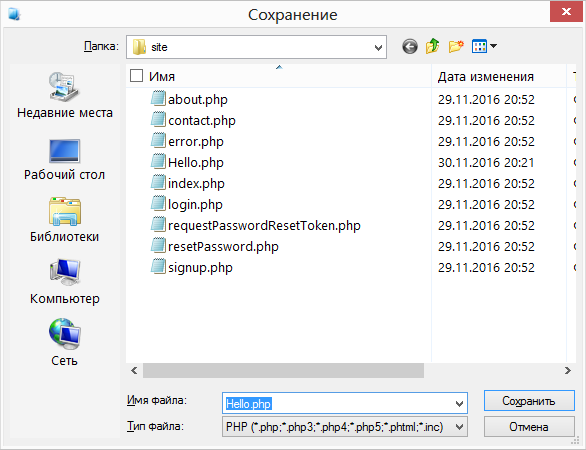 Сохранение
Папка: site
Имя Дата изменения
about.php 29.11.2016 20:52
contact.php 29.11.2016 20:52
error.php 29.11.2016 20:52
Hello.php 30.11.2016 20:21
index.php 29.11.2016 20:52
login.php 29.11.2016 20:52
requestPasswordResetToken.php 29.11.2016 20:52
resetPassword.php 29.11.2016 20:52
signup.php 29.11.2016 20:52
Недавние места
Рабочий стол
Библиотеки
Компьютер
Сеть
Имя файла: Hello.php Сохранить
Тип файла: PHP (*.php;*.php3;*.php4;*.php5;*.phtml;*.inc) Отмена